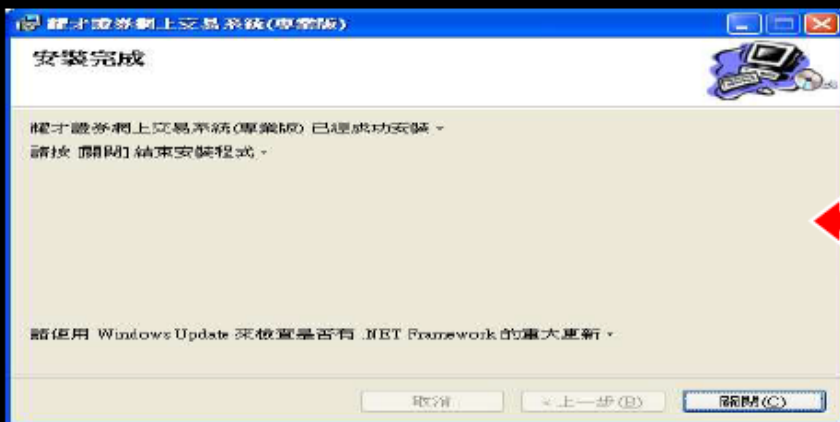 耀才證券網上交易系統(專業版)
安裝完成
耀才證券網上交易系統(專業版) 已經成功安裝。
請按 [關閉] 結束安裝程式。
請使用 Windows Update 來檢查是否有 .NET Framework 的重大更新。
取消
< 上一步(B)
關閉(C)